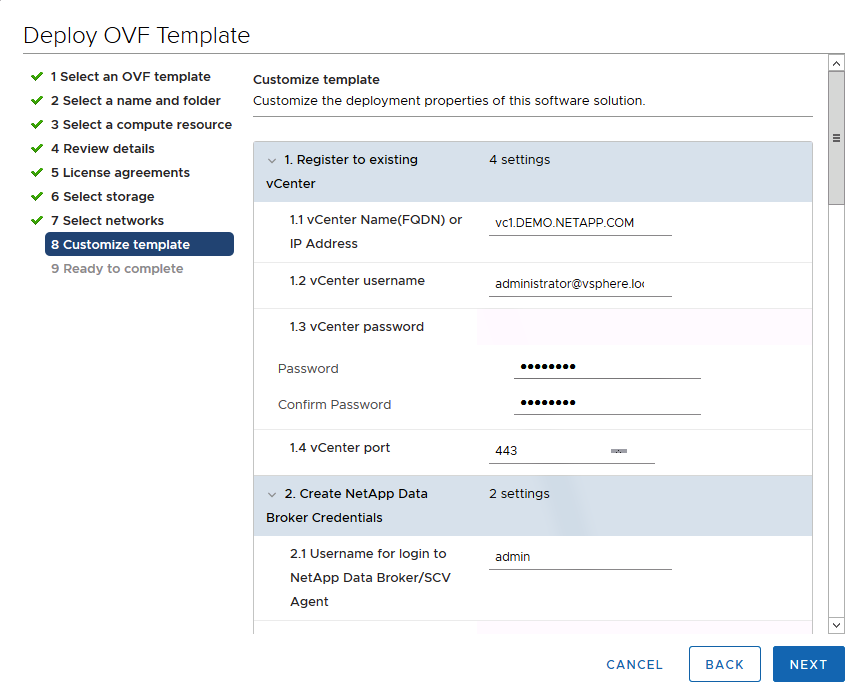 Deploy OVF Template
1 Select an OVF template
2 Select a name and folder
3 Select a compute resource
4 Review details
5 License agreements
6 Select storage
7 Select networks
8 Customize template
9 Ready to complete
Customize template
Customize the deployment properties of this software solution.
1. Register to existing
vCenter
4 settings
1.1 vCenter Name(FQDN) or
IP Address
vc1.DEMO.NETAPP.COM
1.2 vCenter username
administrator@vsphere.loc
1.3 vCenter password
Password
••••••••
Confirm Password
••••••••
1.4 vCenter port
443
2. Create NetApp Data
Broker Credentials
2 settings
2.1 Username for login to
NetApp Data Broker/SCV
Agent
admin
CANCEL
BACK
NEXT